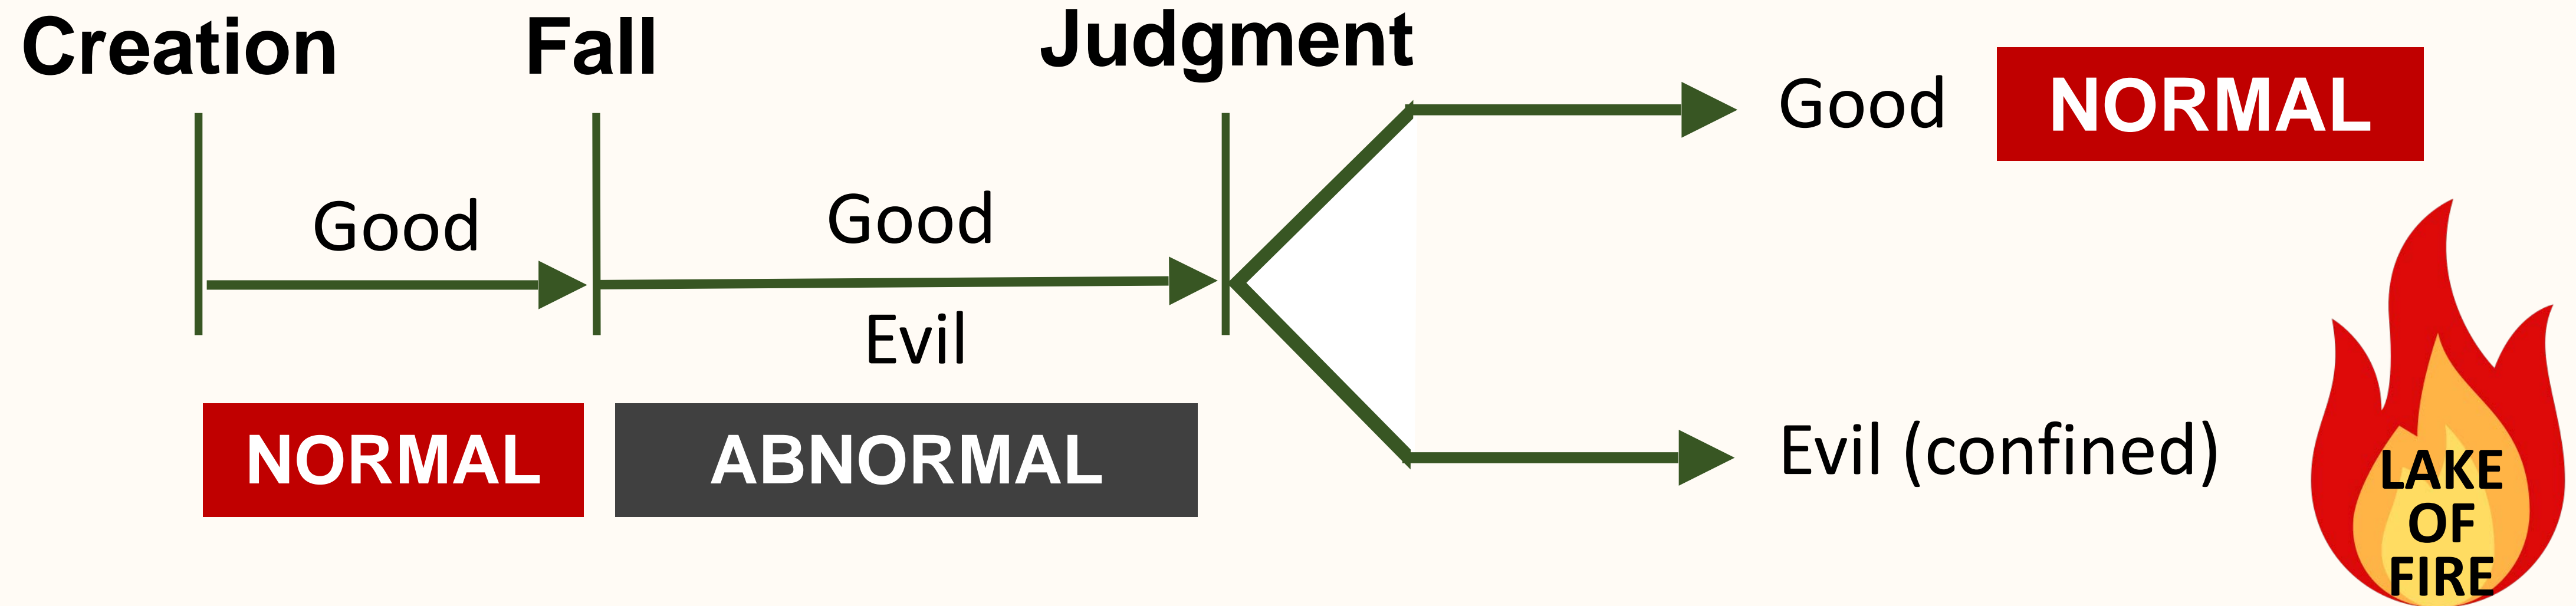 Creation Fall Judgment
Good NORMAL
Good Good
Evil
NORMAL ABNORMAL
Evil (confined)
LAKE
OF
FIRE